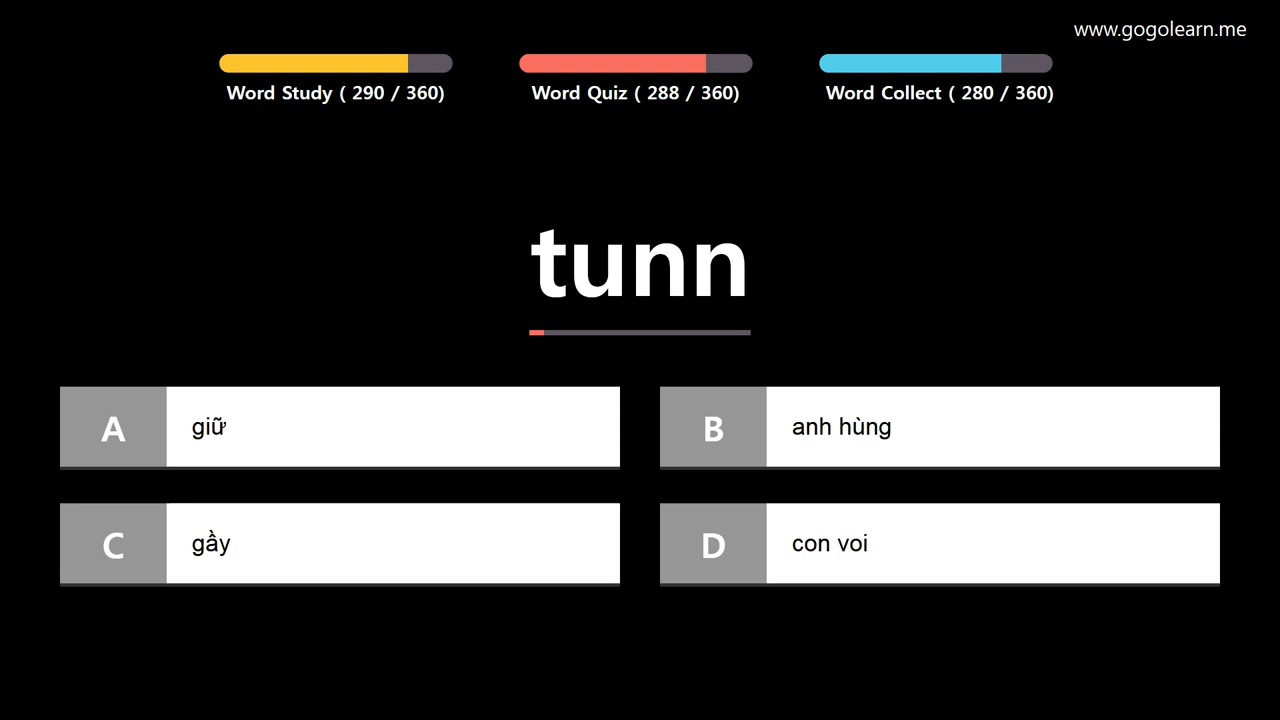 www.gogolearn.me
Word Study ( 290 / 360)
Word Quiz ( 288 / 360)
Word Collect ( 280 / 360)
tunn
A giữ
B anh hùng
C gầy
D con voi